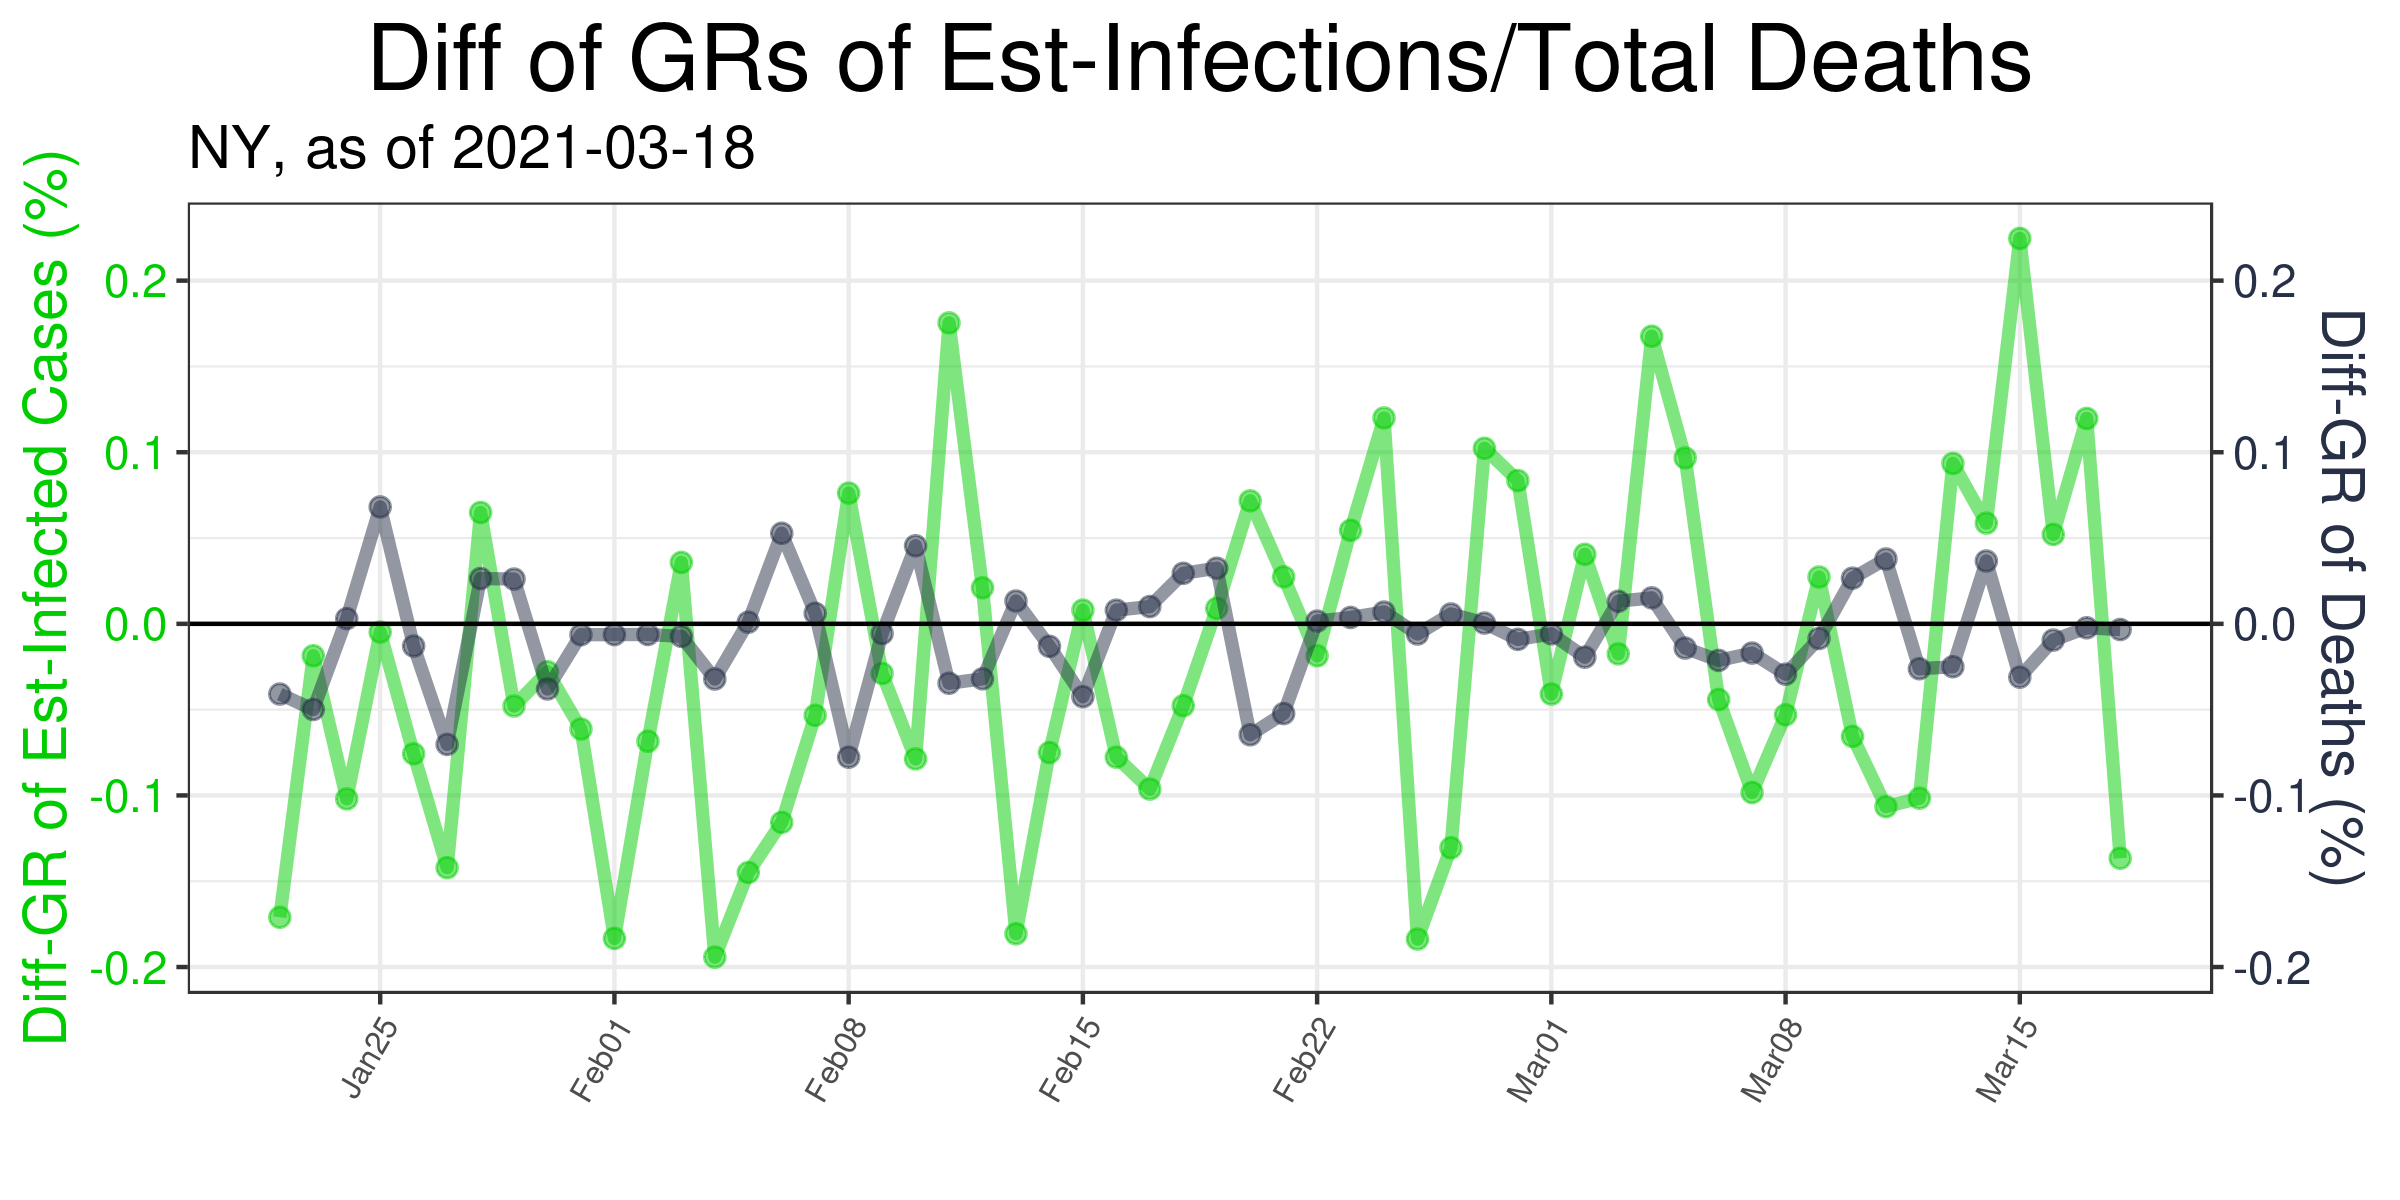 Diff of GRs of Est-Infections/Total Deaths
NY, as of 2021-03-18
Diff-GR of Est-Infected Cases (%)
0.2
0.1
0.0
-0.1
-0.2
0.2
0.1
0.0
-0.1
-0.2
Diff-GR of Deaths (%)
Jan25
Feb01
Feb08
Feb15
Feb22
Mar01
Mar08
Mar15